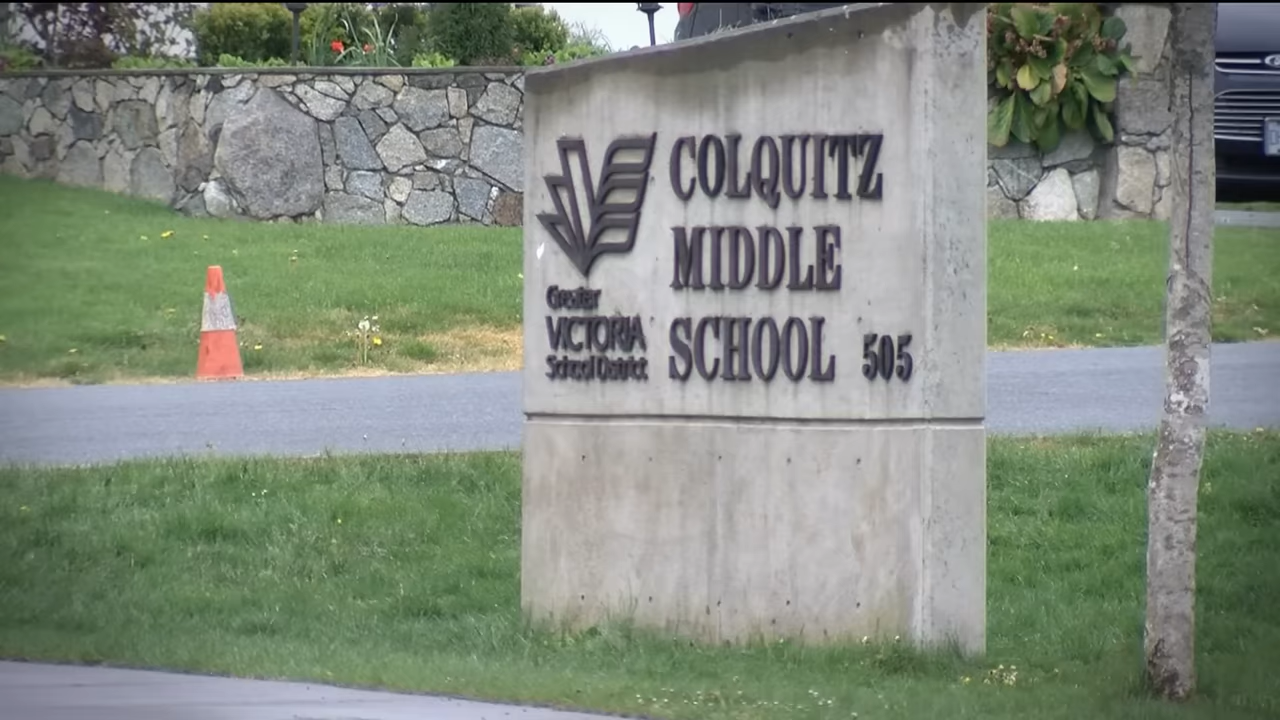 COLQUITZ
MIDDLE
SCHOOL 505
Greater
VICTORIA
School District